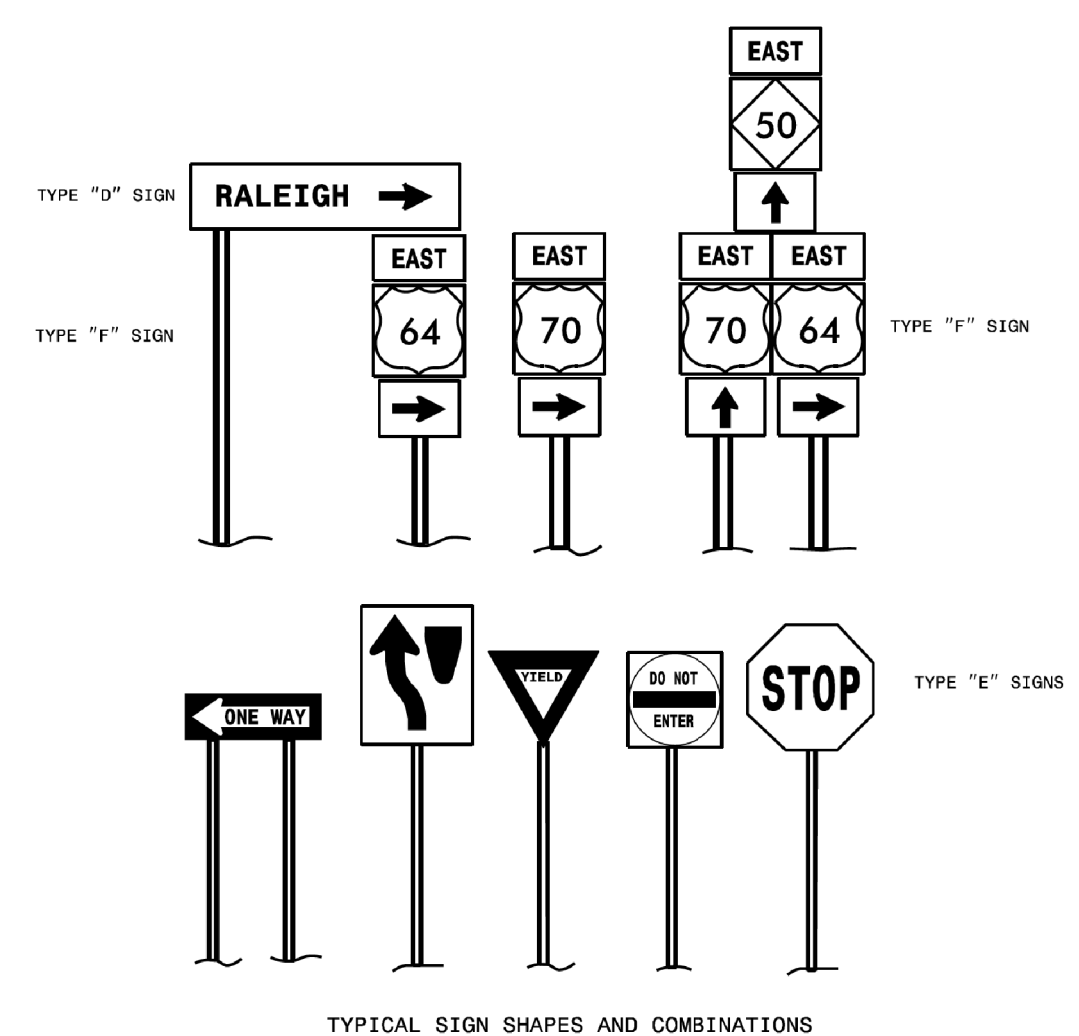 EAST
50
TYPE "D" SIGN
RALEIGH
EAST
64
EAST
70
EAST
70
EAST
64
TYPE "F" SIGN
TYPE "F" SIGN
ONE WAY
YIELD
DO NOT
ENTER
STOP
TYPE "E" SIGNS
TYPICAL SIGN SHAPES AND COMBINATIONS